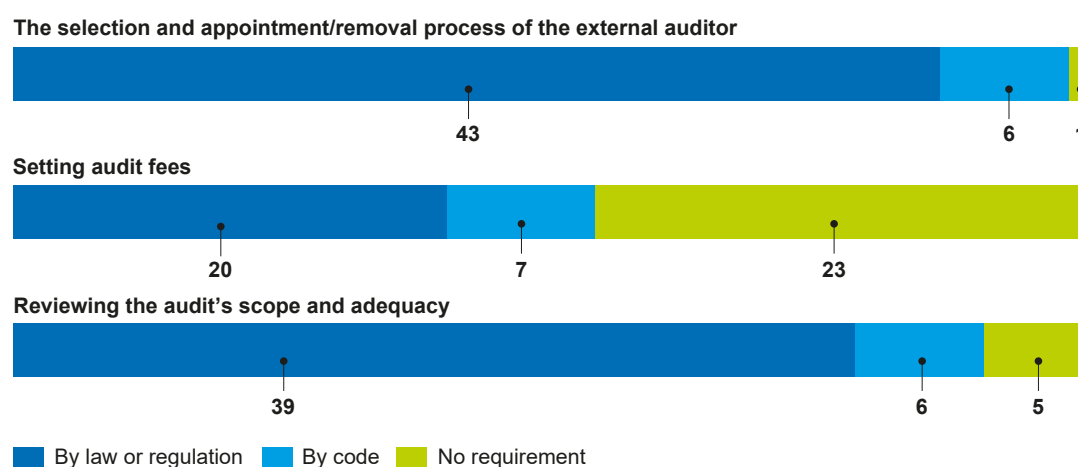 The selection and appointment/removal process of the external auditor
43 6
Setting audit fees
20 7 23
Reviewing the audit’s scope and adequacy
39 6 5
By law or regulation By code No requirement